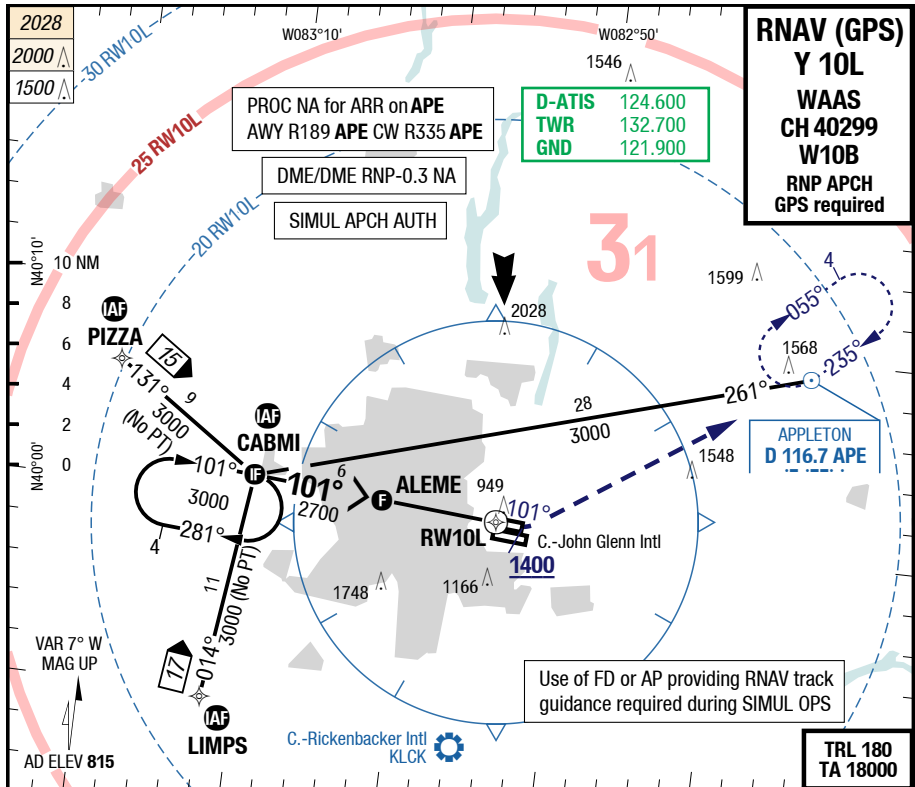 2028
2000
1500
30 RW10L
W083°10'
W082°50'
1546
RNAV (GPS)
Y 10L
WAAS
CH 40299
W10B
RNP APCH
GPS required
PROC NA for ARR on APE
AWY R189 APE CW R335 APE
D-ATIS 124.600
TWR 132.700
GND 121.900
DME/DME RNP-0.3 NA
SIMUL APCH AUTH
25 RW10L
20 RW10L
31
N40°10'
10 NM
8
6
4
2
0
N40°00'
1599
4
055°
235°
1568
2028
IAF
PIZZA
15
131°
9
3000
(No PT)
IAF
CABMI
IF
28
3000
261°
APPLETON
D 116.7 APE
1548
101°
3000
281°
4
6
101°
2700
F
ALEME
949
101°
RW10L
C.-John Glenn Intl
1400
11
3000 (No PT)
014°
17
1748
1166
IAF
LIMPS
VAR 7° W
MAG UP
AD ELEV 815
Use of FD or AP providing RNAV track
guidance required during SIMUL OPS
C.-Rickenbacker Intl
KLCK
TRL 180
TA 18000